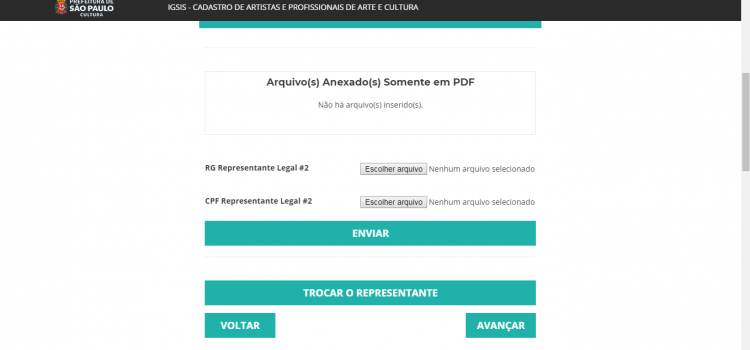 PREFEITURA DE
SÃO PAULO
CULTURA
IGSIS - CADASTRO DE ARTISTAS E PROFISSIONAIS DE ARTE E CULTURA
Arquivo(s) Anexado(s) Somente em PDF
Não há arquivo(s) inserido(s).
RG Representante Legal #2 Escolher arquivo Nenhum arquivo selecionado
CPF Representante Legal #2 Escolher arquivo Nenhum arquivo selecionado
ENVIAR
TROCAR O REPRESENTANTE
VOLTAR AVANÇAR